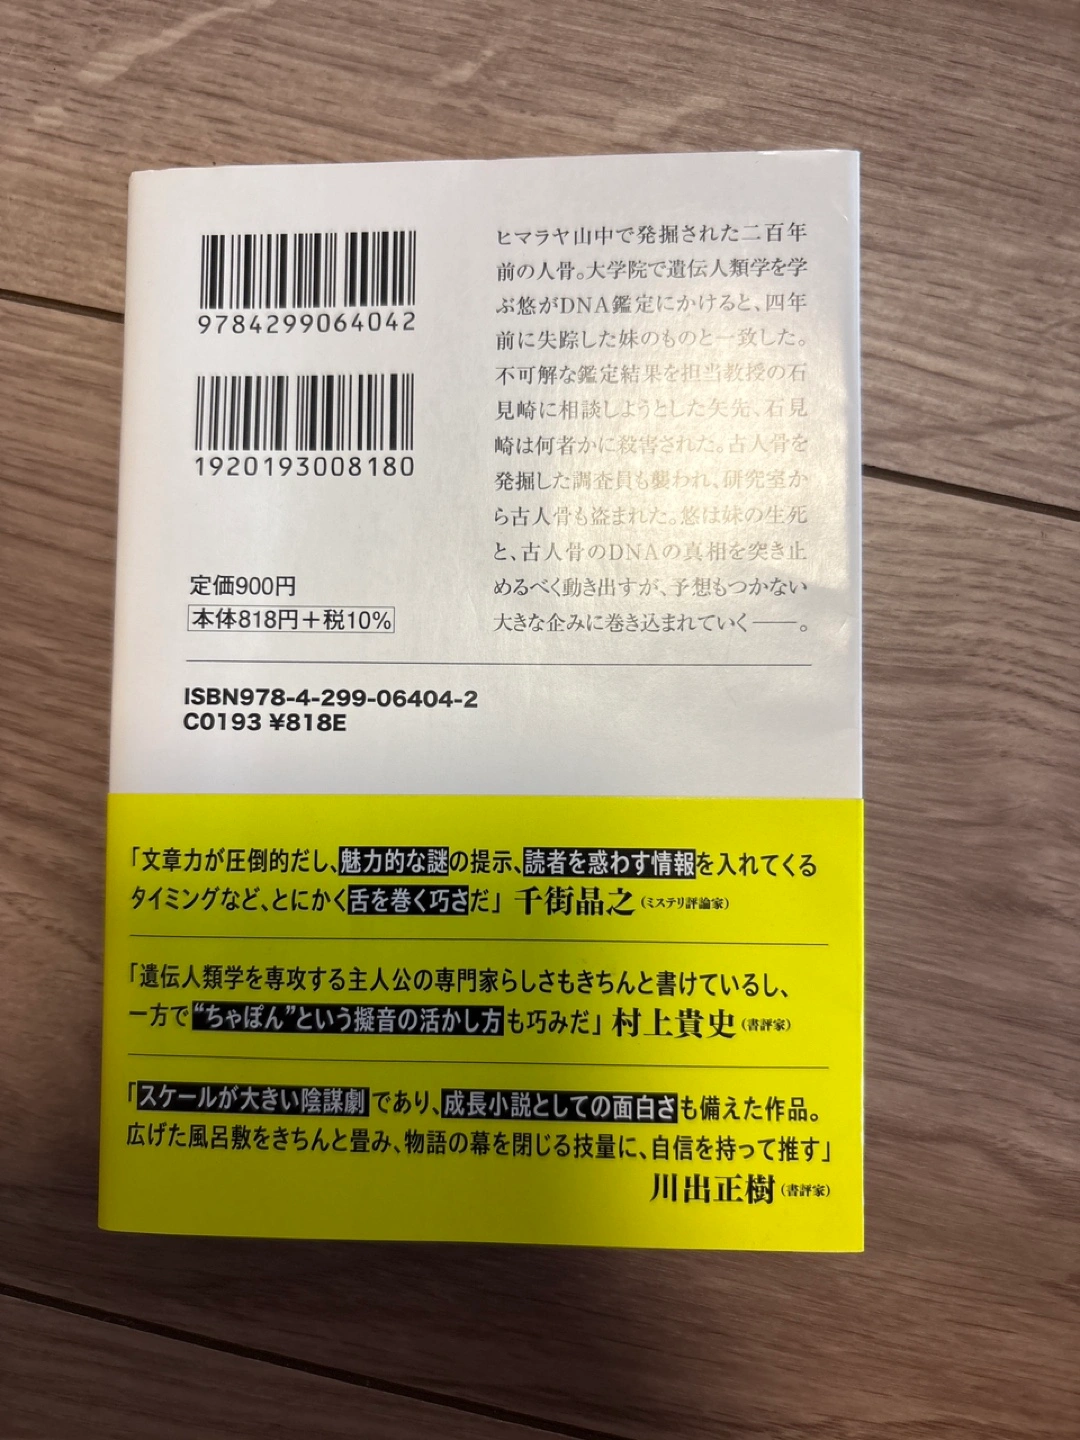 9784299064042
1920193008180
定価900円
本体818円+税10%
ヒマラヤ山中で発掘された二百年
前の人骨。大学院で遺伝人類学を学
ぶ悠がDNA鑑定にかけると、四年
前に失踪した妹のものと一致した。
不可解な鑑定結果を担当教授の石
見崎に相談しようとした矢先、石見
崎は何者かに殺害された。古人骨を
発掘した調査員も襲われ、研究室か
ら古人骨も盗まれた。悠は妹の生死
と、古人骨のDNAの真相を突き止
めるべく動き出すが、予想もつかない
大きな企みに巻き込まれていく――。
ISBN978-4-299-06404-2
C0193 ¥818E
「文章力が圧倒的だし、魅力的な謎の提示、読者を惑わす情報を入れてくる
タイミングなど、とにかく舌を巻く巧さだ」 千街晶之(ミステリ評論家)
「遺伝人類学を専攻する主人公の専門家らしさもきちんと書けているし、
一方で“ちゃぽん”という擬音の活かし方も巧みだ」 村上貴史(書評家)
「スケールが大きい陰謀劇であり、成長小説としての面白さも備えた作品。
広げた風呂敷をきちんと畳み、物語の幕を閉じる技量に、自信を持って推す」
川出正樹(書評家)